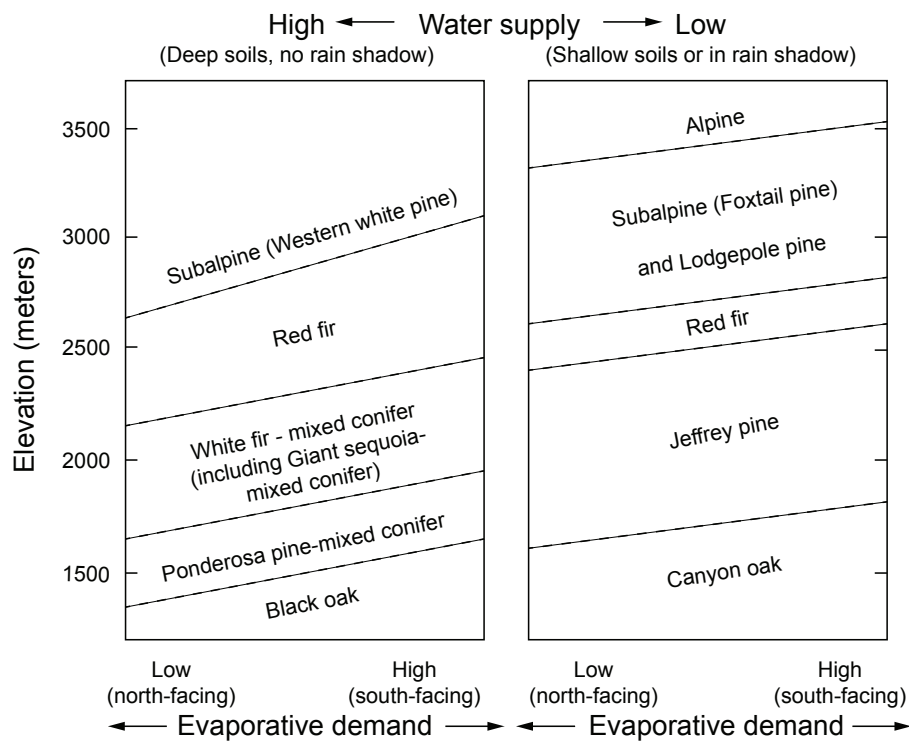 High Water supply Low
(Deep soils, no rain shadow) (Shallow soils or in rain shadow)
Elevation (meters)
3500
3000
2500
2000
1500
Subalpine (Western white pine)
Red fir
White fir - mixed conifer
(including Giant sequoia-
mixed conifer)
Ponderosa pine-mixed conifer
Black oak
Alpine
Subalpine (Foxtail pine)
and Lodgepole pine
Red fir
Jeffrey pine
Canyon oak
Low
(north-facing)
High
(south-facing)
Evaporative demand
Low
(north-facing)
High
(south-facing)
Evaporative demand